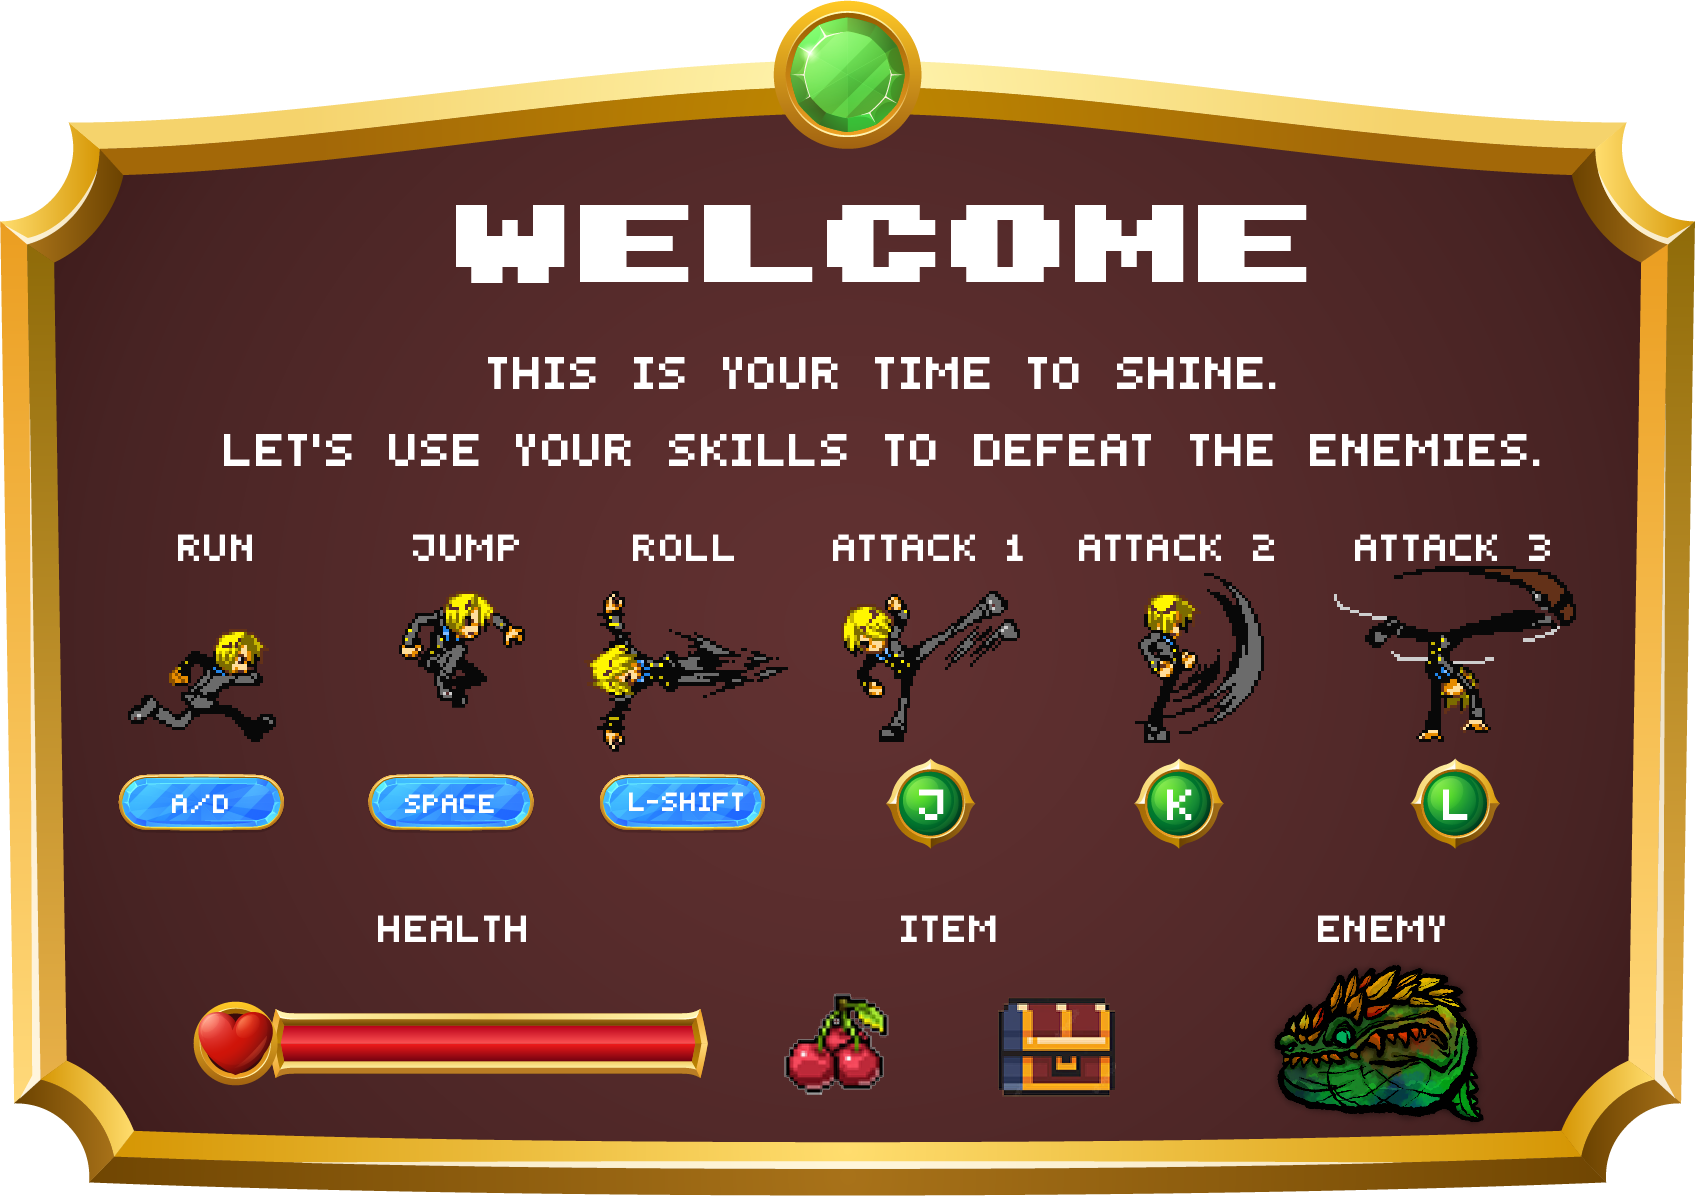 WELCOME
THIS IS YOUR TIME TO SHINE.
LET'S USE YOUR SKILLS TO DEFEAT THE ENEMIES.
RUN JUMP ROLL ATTACK 1 ATTACK 2 ATTACK 3
A/D SPACE L-SHIFT J K L
HEALTH ITEM ENEMY